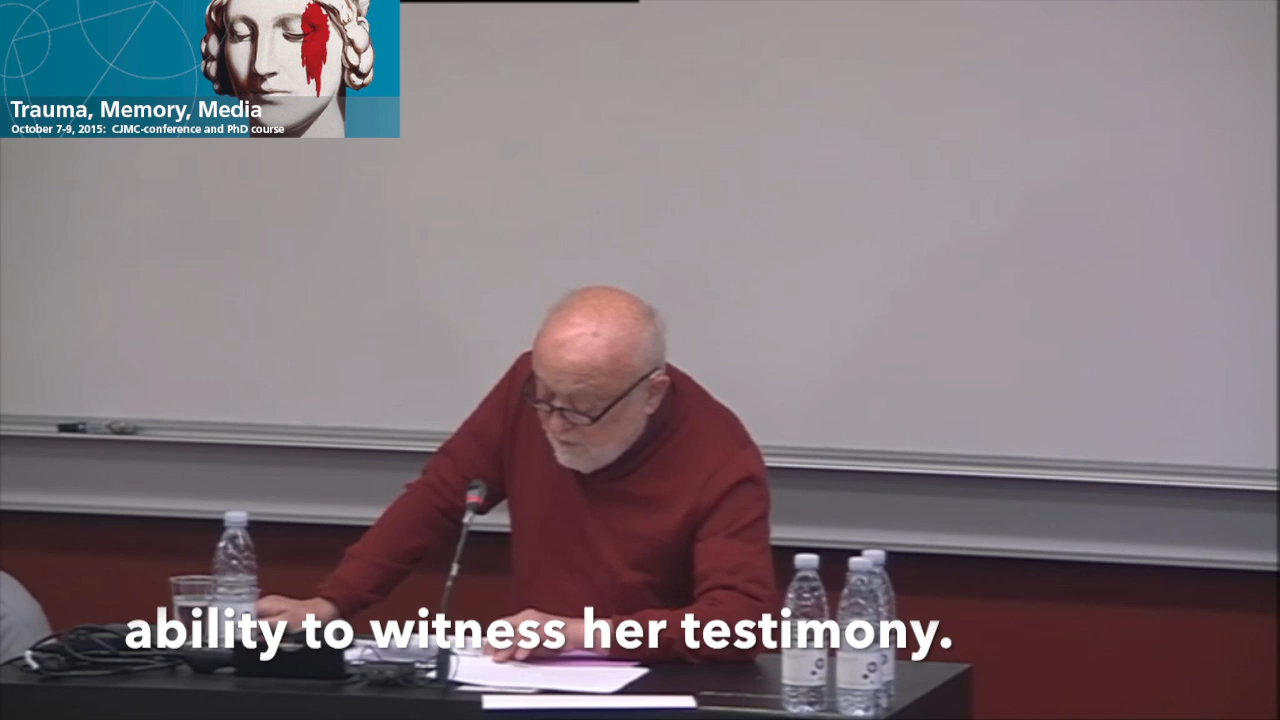 Trauma, Memory, Media
October 7-9, 2015: CJMC-conference and PhD course
ability to witness her testimony.